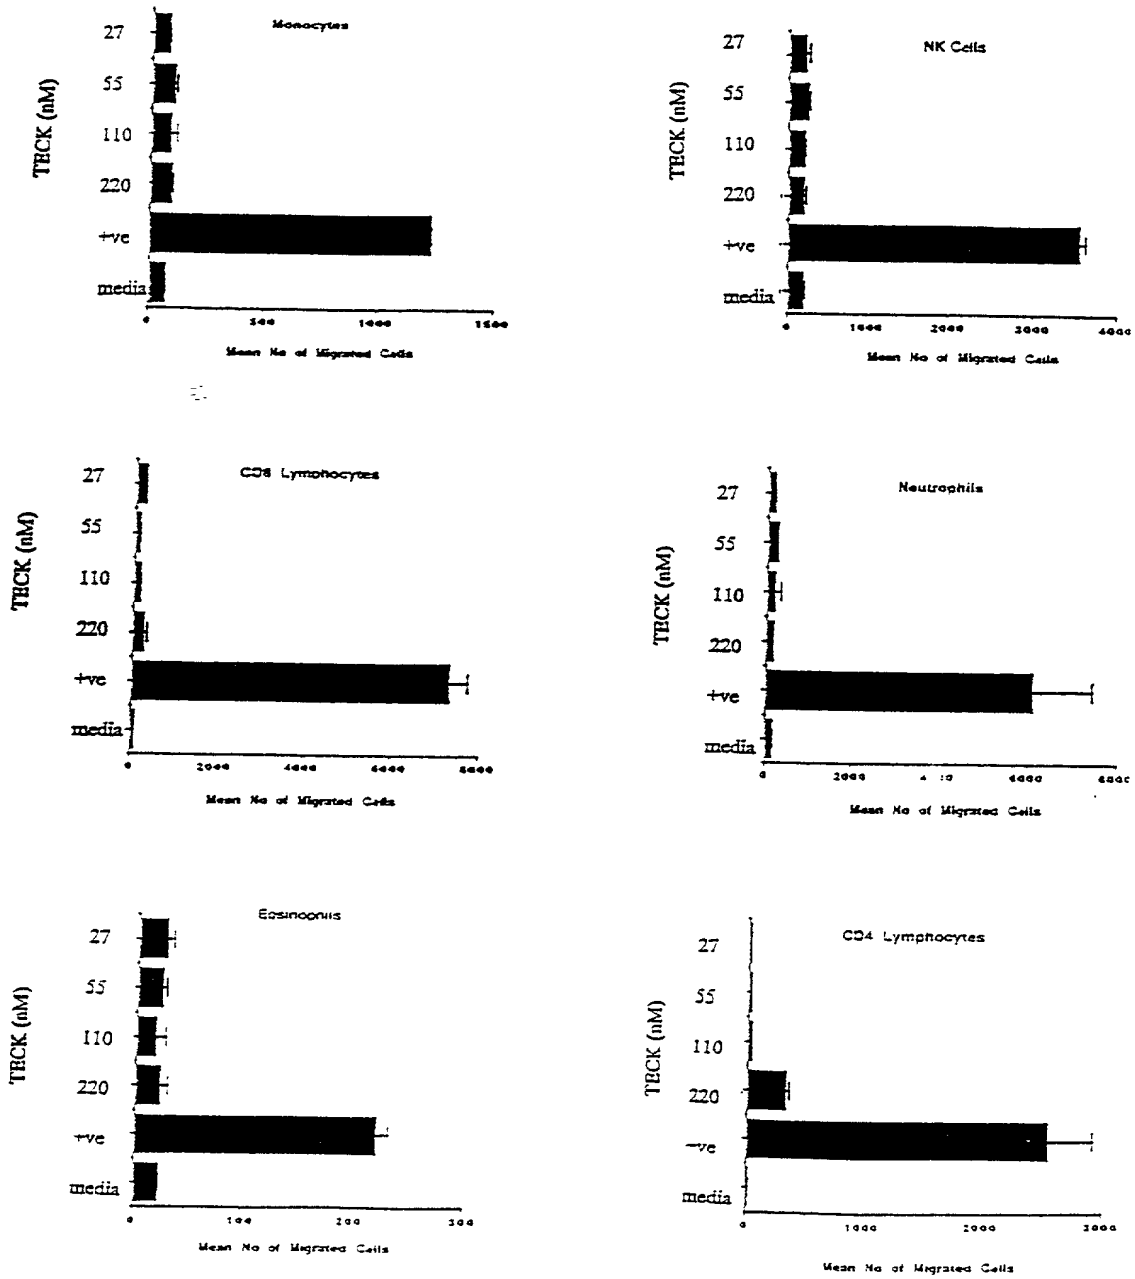 Monocytes
TECK (nM)
27
55
110
220
+ve
media
0 500 1000 1500
Mean No of Migrated Cells
NK Cells
TECK (nM)
27
55
110
220
+ve
media
0 1000 2000 3000 4000
Mean No of Migrated Cells
CD8 Lymphocytes
TECK (nM)
27
55
110
220
+ve
media
0 2000 4000 6000 8000
Mean No of Migrated Cells
Neutrophils
TECK (nM)
27
55
110
220
+ve
media
0 2000 6000 8000
Mean No of Migrated Cells
Eosinophils
TECK (nM)
27
55
110
220
+ve
media
0 100 200 300
Mean No of Migrated Cells
CD4 Lymphocytes
TECK (nM)
27
55
110
220
+ve
media
0 1000 2000 3000
Mean No of Migrated Cells